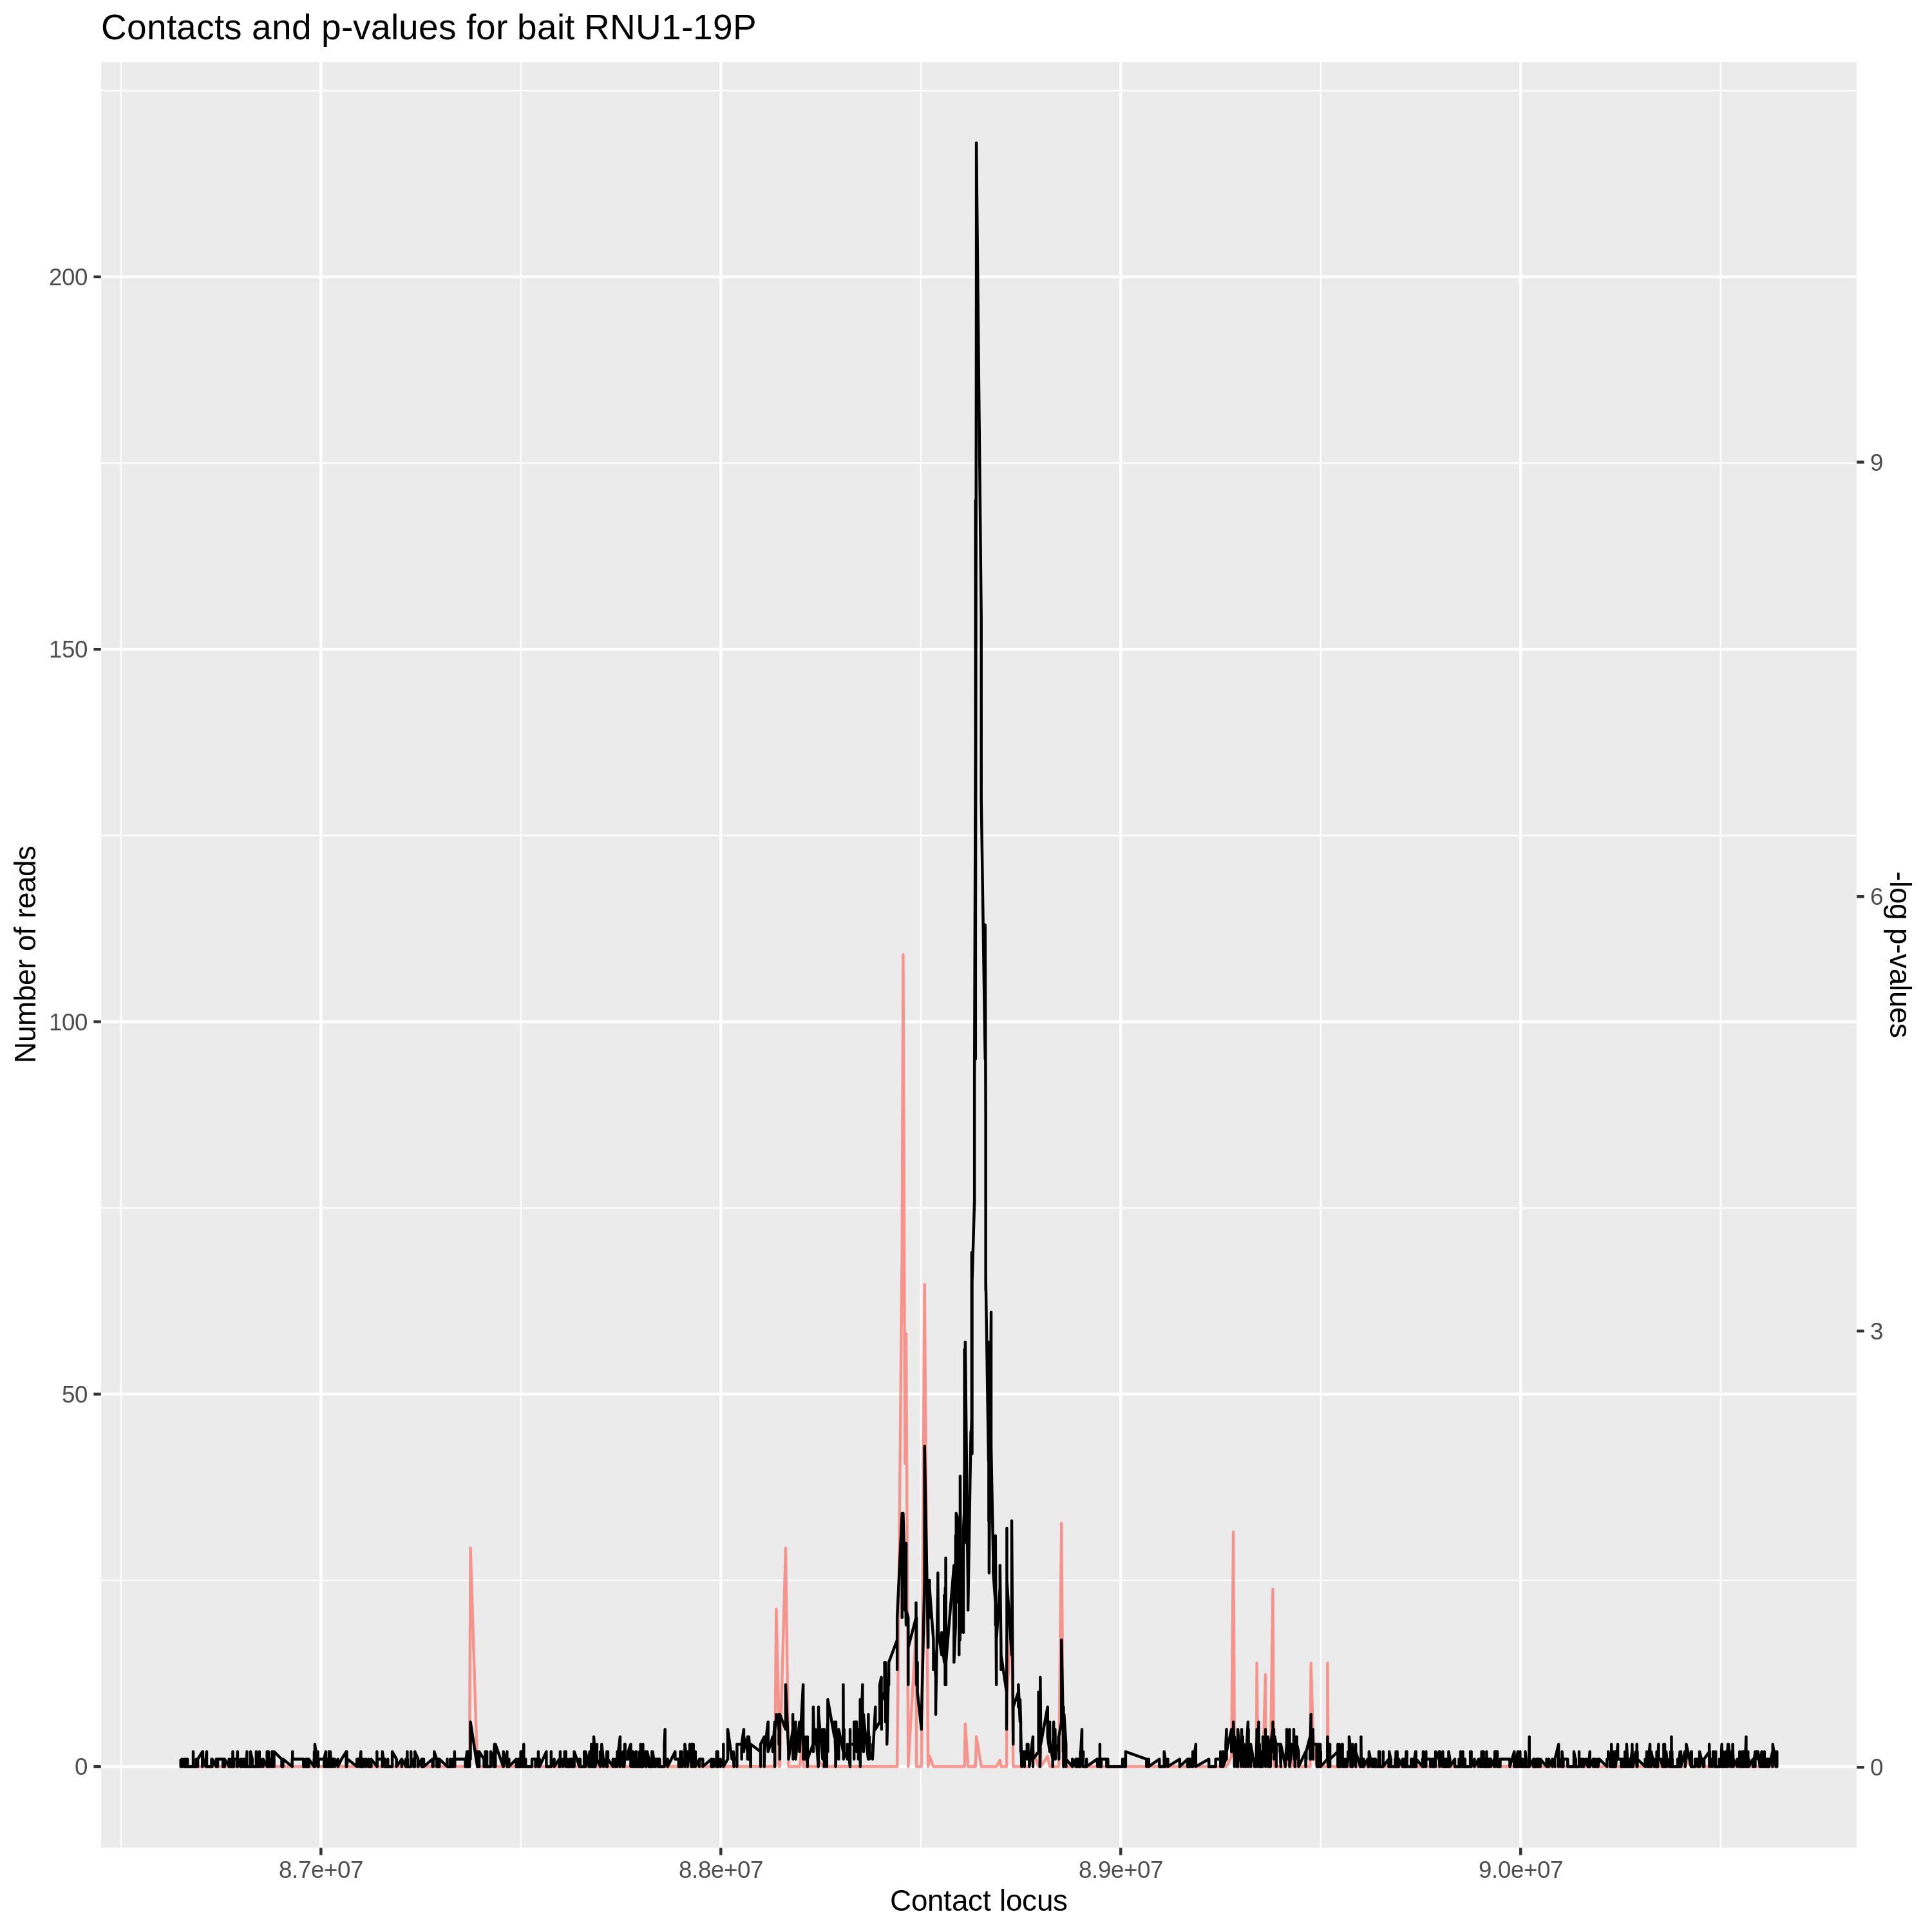 Contacts and p-values for bait RNU1-19P
200
150
100
50
0
Number of reads
9
6
3
0
-log p-values
8.7e+07 8.8e+07 8.9e+07 9.0e+07
Contact locus